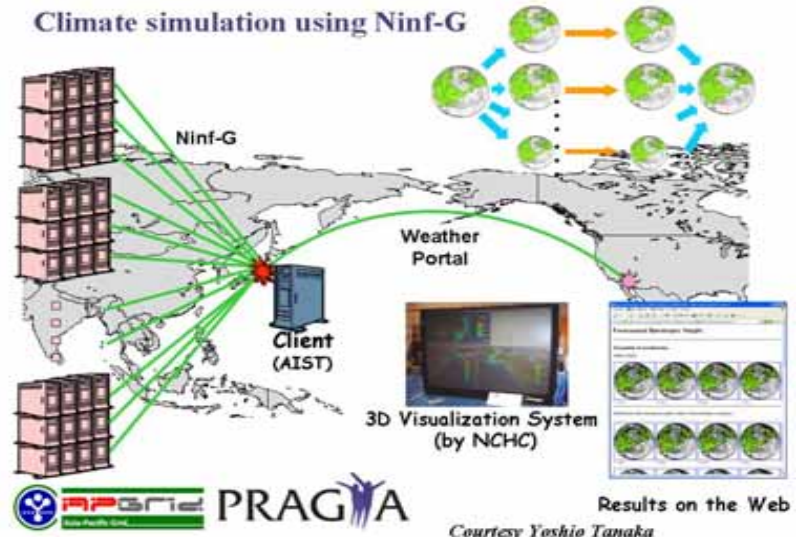 Climate simulation using Ninf-G
Ninf-G
Weather
Portal
Client
(AIST)
3D Visualization System
(by NCHC)
Results on the Web
APGrid
Asia-Pacific Grid
PRAGMA
Courtesy Yoshio Tanaka